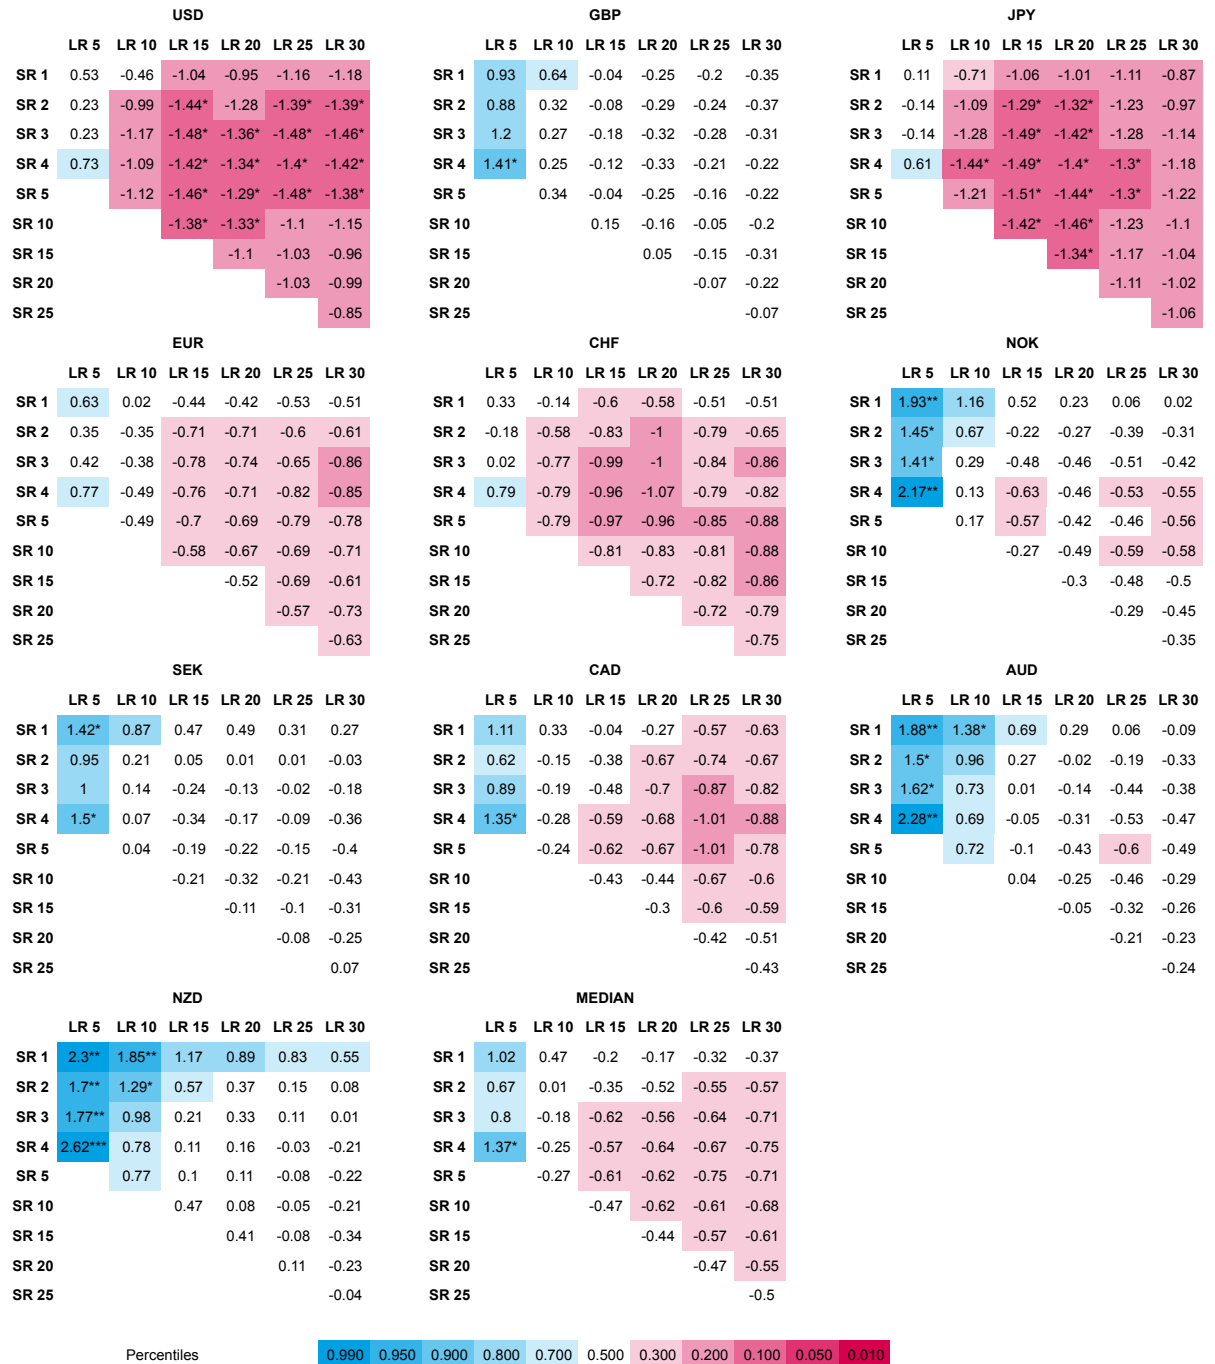 USD GBP JPY
LR 5 LR 10 LR 15 LR 20 LR 25 LR 30 LR 5 LR 10 LR 15 LR 20 LR 25 LR 30 LR 5 LR 10 LR 15 LR 20 LR 25 LR 30
SR 1 0.53 -0.46 -1.04 -0.95 -1.16 -1.18 SR 1 0.93 0.64 -0.04 -0.25 -0.2 -0.35 SR 1 0.11 -0.71 -1.06 -1.01 -1.11 -0.87
SR 2 0.23 -0.99 -1.44* -1.28 -1.39* -1.39* SR 2 0.88 0.32 -0.08 -0.29 -0.24 -0.37 SR 2 -0.14 -1.09 -1.29* -1.32* -1.23 -0.97
SR 3 0.23 -1.17 -1.48* -1.36* -1.48* -1.46* SR 3 1.2 0.27 -0.18 -0.32 -0.28 -0.31 SR 3 -0.14 -1.28 -1.49* -1.42* -1.28 -1.14
SR 4 0.73 -1.09 -1.42* -1.34* -1.4* -1.42* SR 4 1.41* 0.25 -0.12 -0.33 -0.21 -0.22 SR 4 0.61 -1.44* -1.49* -1.4* -1.3* -1.18
SR 5 -1.12 -1.46* -1.29* -1.48* -1.38* SR 5 0.34 -0.04 -0.25 -0.16 -0.22 SR 5 -1.21 -1.51* -1.44* -1.3* -1.22
SR 10 -1.38* -1.33* -1.1 -1.15 SR 10 0.15 -0.16 -0.05 -0.2 SR 10 -1.42* -1.46* -1.23 -1.1
SR 15 -1.1 -1.03 -0.96 SR 15 0.05 -0.15 -0.31 SR 15 -1.34* -1.17 -1.04
SR 20 -1.03 -0.99 SR 20 -0.07 -0.22 SR 20 -1.11 -1.02
SR 25 -0.85 SR 25 -0.07 SR 25 -1.06
EUR CHF NOK
LR 5 LR 10 LR 15 LR 20 LR 25 LR 30 LR 5 LR 10 LR 15 LR 20 LR 25 LR 30 LR 5 LR 10 LR 15 LR 20 LR 25 LR 30
SR 1 0.63 0.02 -0.44 -0.42 -0.53 -0.51 SR 1 0.33 -0.14 -0.6 -0.58 -0.51 -0.51 SR 1 1.93** 1.16 0.52 0.23 0.06 0.02
SR 2 0.35 -0.35 -0.71 -0.71 -0.6 -0.61 SR 2 -0.18 -0.58 -0.83 -1 -0.79 -0.65 SR 2 1.45* 0.67 -0.22 -0.27 -0.39 -0.31
SR 3 0.42 -0.38 -0.78 -0.74 -0.65 -0.86 SR 3 0.02 -0.77 -0.99 -1 -0.84 -0.86 SR 3 1.41* 0.29 -0.48 -0.46 -0.51 -0.42
SR 4 0.77 -0.49 -0.76 -0.71 -0.82 -0.85 SR 4 0.79 -0.79 -0.96 -1.07 -0.79 -0.82 SR 4 2.17** 0.13 -0.63 -0.46 -0.53 -0.55
SR 5 -0.49 -0.7 -0.69 -0.79 -0.78 SR 5 -0.79 -0.97 -0.96 -0.85 -0.88 SR 5 0.17 -0.57 -0.42 -0.46 -0.56
SR 10 -0.58 -0.67 -0.69 -0.71 SR 10 -0.81 -0.83 -0.81 -0.88 SR 10 -0.27 -0.49 -0.59 -0.58
SR 15 -0.52 -0.69 -0.61 SR 15 -0.72 -0.82 -0.86 SR 15 -0.3 -0.48 -0.5
SR 20 -0.57 -0.73 SR 20 -0.72 -0.79 SR 20 -0.29 -0.45
SR 25 -0.63 SR 25 -0.75 SR 25 -0.35
SEK CAD AUD
LR 5 LR 10 LR 15 LR 20 LR 25 LR 30 LR 5 LR 10 LR 15 LR 20 LR 25 LR 30 LR 5 LR 10 LR 15 LR 20 LR 25 LR 30
SR 1 1.42* 0.87 0.47 0.49 0.31 0.27 SR 1 1.11 0.33 -0.04 -0.27 -0.57 -0.63 SR 1 1.88** 1.38* 0.69 0.29 0.06 -0.09
SR 2 0.95 0.21 0.05 0.01 0.01 -0.03 SR 2 0.62 -0.15 -0.38 -0.67 -0.74 -0.67 SR 2 1.5* 0.96 0.27 -0.02 -0.19 -0.33
SR 3 1 0.14 -0.24 -0.13 -0.02 -0.18 SR 3 0.89 -0.19 -0.48 -0.7 -0.87 -0.82 SR 3 1.62* 0.73 0.01 -0.14 -0.44 -0.38
SR 4 1.5* 0.07 -0.34 -0.17 -0.09 -0.36 SR 4 1.35* -0.28 -0.59 -0.68 -1.01 -0.88 SR 4 2.28** 0.69 -0.05 -0.31 -0.53 -0.47
SR 5 0.04 -0.19 -0.22 -0.15 -0.4 SR 5 -0.24 -0.62 -0.67 -1.01 -0.78 SR 5 0.72 -0.1 -0.43 -0.6 -0.49
SR 10 -0.21 -0.32 -0.21 -0.43 SR 10 -0.43 -0.44 -0.67 -0.6 SR 10 0.04 -0.25 -0.46 -0.29
SR 15 -0.11 -0.1 -0.31 SR 15 -0.3 -0.6 -0.59 SR 15 -0.05 -0.32 -0.26
SR 20 -0.08 -0.25 SR 20 -0.42 -0.51 SR 20 -0.21 -0.23
SR 25 0.07 SR 25 -0.43 SR 25 -0.24
NZD MEDIAN
LR 5 LR 10 LR 15 LR 20 LR 25 LR 30 LR 5 LR 10 LR 15 LR 20 LR 25 LR 30
SR 1 2.3** 1.85** 1.17 0.89 0.83 0.55 SR 1 1.02 0.47 -0.2 -0.17 -0.32 -0.37
SR 2 1.7** 1.29* 0.57 0.37 0.15 0.08 SR 2 0.67 0.01 -0.35 -0.52 -0.55 -0.57
SR 3 1.77** 0.98 0.21 0.33 0.11 0.01 SR 3 0.8 -0.18 -0.62 -0.56 -0.64 -0.71
SR 4 2.62*** 0.78 0.11 0.16 -0.03 -0.21 SR 4 1.37* -0.25 -0.57 -0.64 -0.67 -0.75
SR 5 0.77 0.1 0.11 -0.08 -0.22 SR 5 -0.27 -0.61 -0.62 -0.75 -0.71
SR 10 0.47 0.08 -0.05 -0.21 SR 10 -0.47 -0.62 -0.61 -0.68
SR 15 0.41 -0.08 -0.34 SR 15 -0.44 -0.57 -0.61
SR 20 0.11 -0.23 SR 20 -0.47 -0.55
SR 25 -0.04 SR 25 -0.5
Percentiles 0.990 0.950 0.900 0.800 0.700 0.500 0.300 0.200 0.100 0.050 0.010